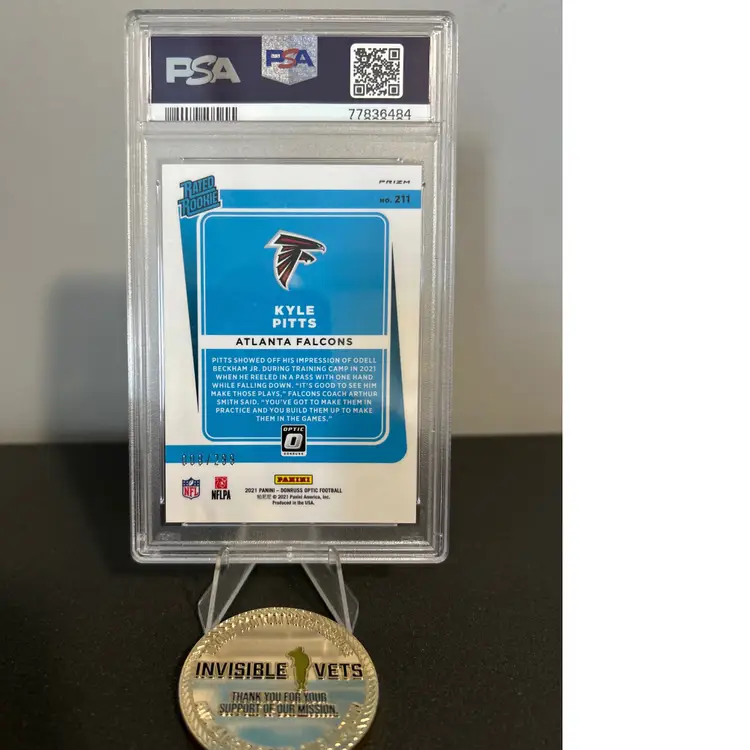 PSA
PSA
77836484
RATED
ROOKIE
PRIZM
NO. 211
KYLE
PITTS
ATLANTA FALCONS
PITTS SHOWED OFF HIS IMPRESSION OF ODELL
BECKHAM JR. DURING TRAINING CAMP IN 2021
WHEN HE REELED IN A PASS WITH ONE HAND
WHILE FALLING DOWN. "IT'S GOOD TO SEE HIM
MAKE THOSE PLAYS," FALCONS COACH ARTHUR
SMITH SAID. "YOU'VE GOT TO MAKE THEM IN
PRACTICE AND YOU BUILD THEM UP TO MAKE
THEM IN THE GAMES."
OPTIC
DONRUSS
NFL
NFLPA
PANINI
2021 PANINI – DONRUSS OPTIC FOOTBALL
© 2021 Panini America, Inc.
Produced in the USA.
INVISIBLE VETS
THANK YOU FOR YOUR
SUPPORT OF OUR MISSION.